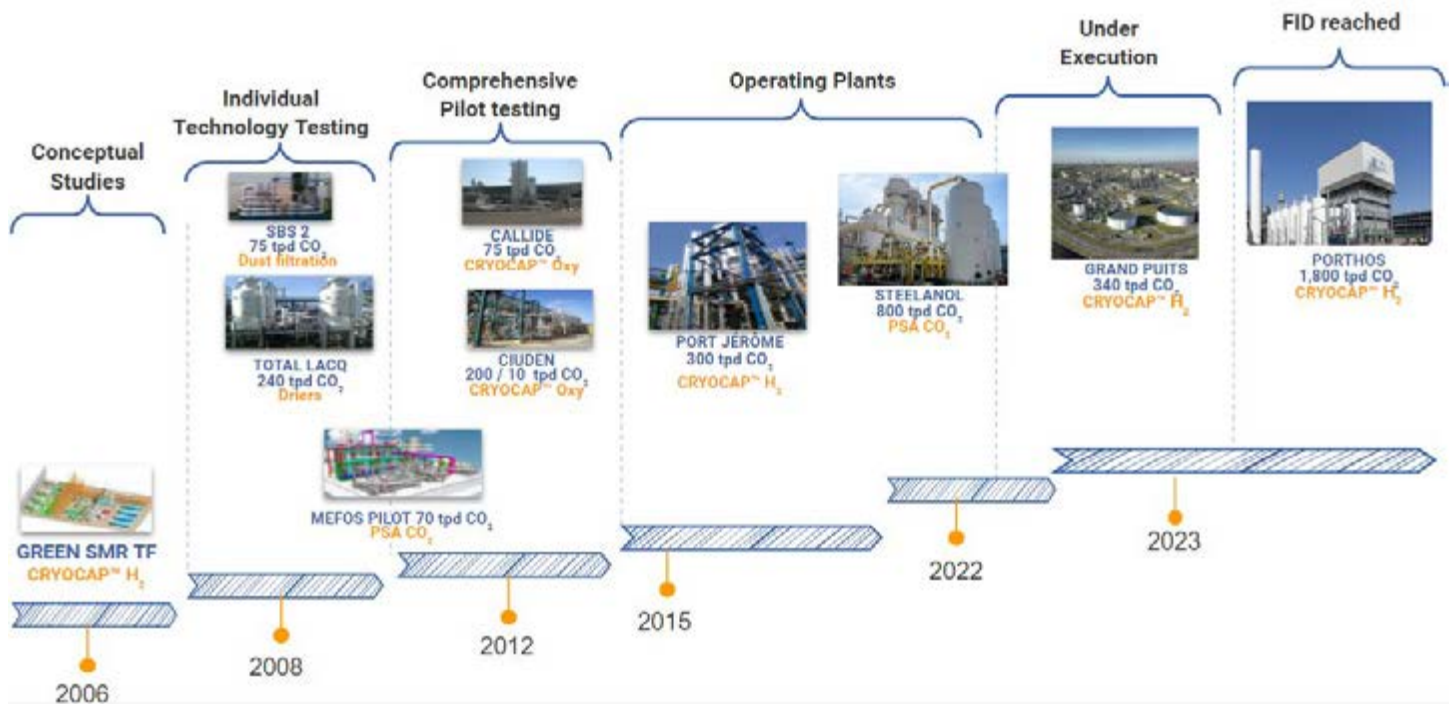 Conceptual
Studies
GREEN SMR TF
CRYOCAP™ H₂
2006
Individual
Technology Testing
SBS 2
75 tpd CO₂
Dust filtration
TOTAL LACQ
240 tpd CO₂
Driers
MEFOS PILOT 70 tpd CO₂
PSA CO₂
2008
Comprehensive
Pilot testing
CALLIDE
75 tpd CO₂
CRYOCAP™ Oxy
CIUDEN
200 / 10 tpd CO₂
CRYOCAP™ Oxy
2012
Operating Plants
PORT JÉRÔME
300 tpd CO₂
CRYOCAP™ H₂
STEELANOL
800 tpd CO₂
PSA CO₂
2015
2022
Under
Execution
GRAND PUITS
340 tpd CO₂
CRYOCAP™ H₂
2023
FID reached
PORTHOS
1,800 tpd CO₂
CRYOCAP™ H₂